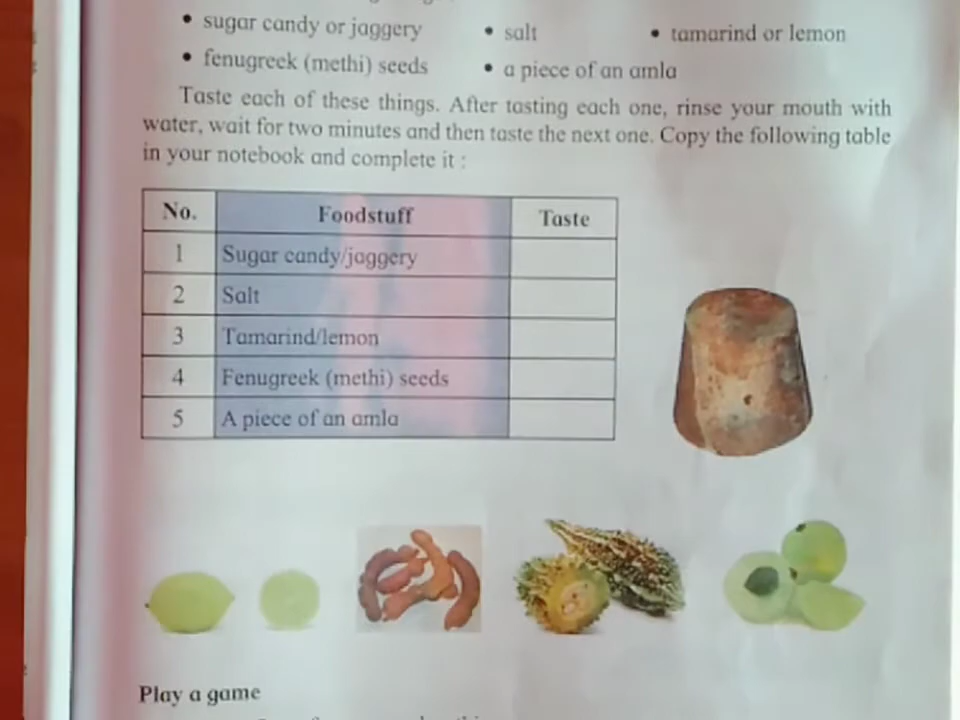 • sugar candy or jaggery • salt • tamarind or lemon
• fenugreek (methi) seeds • a piece of an amla
Taste each of these things. After tasting each one, rinse your mouth with
water, wait for two minutes and then taste the next one. Copy the following table
in your notebook and complete it :
No. Foodstuff Taste
1 Sugar candy/jaggery
2 Salt
3 Tamarind/lemon
4 Fenugreek (methi) seeds
5 A piece of an amla
Play a game